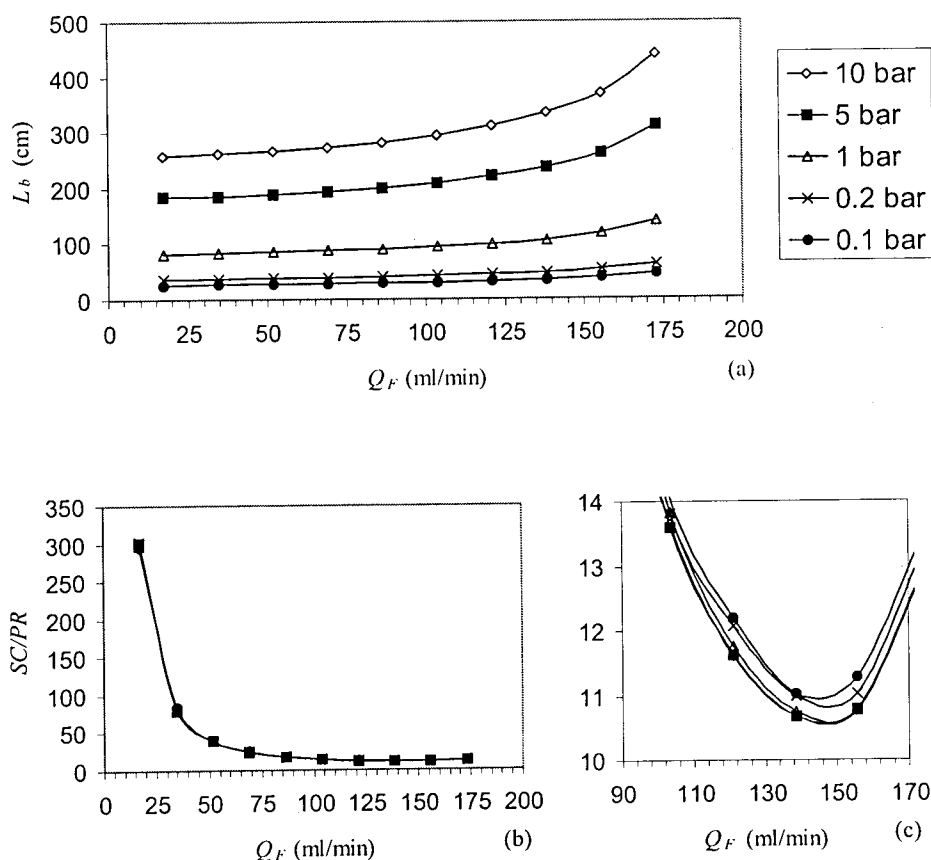 500
400
300
200
100
0
L_b (cm)
0 25 50 75 100 125 150 175 200
Q_F (ml/min)
(a)
10 bar
5 bar
1 bar
0.2 bar
0.1 bar
350
300
250
200
150
100
50
0
SC/PR
0 25 50 75 100 125 150 175 200
Q_F (ml/min)
(b)
14
13
12
11
10
90 110 130 150 170
Q_F (ml/min)
(c)